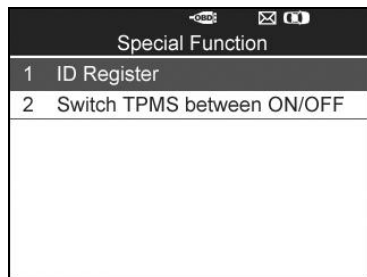 OBD
Special Function
1 ID Register
2 Switch TPMS between ON/OFF